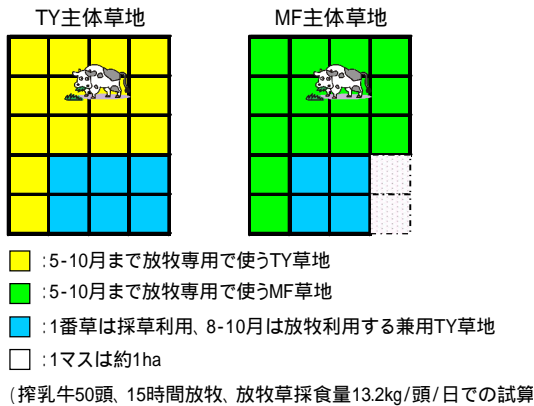 TY主体草地 MF主体草地
:5-10月まで放牧専用で使うTY草地
:5-10月まで放牧専用で使うMF草地
:1番草は採草利用、8-10月は放牧利用する兼用TY草地
:1マスは約1ha
(搾乳牛50頭、15時間放牧、放牧草採食量13.2kg/頭/日での試算